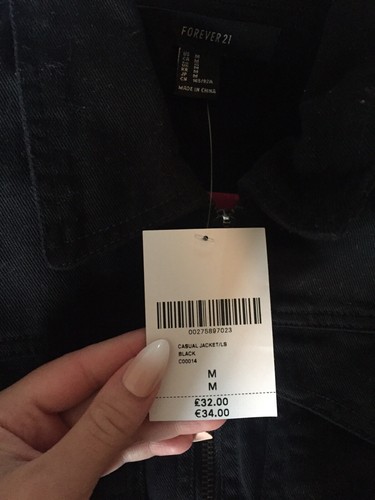 FOREVER 21
M
M
M
M
M
MADE IN CHINA
00275897023
CASUAL JACKET/LS
BLACK
C00014
M
M
£32.00
€34.00